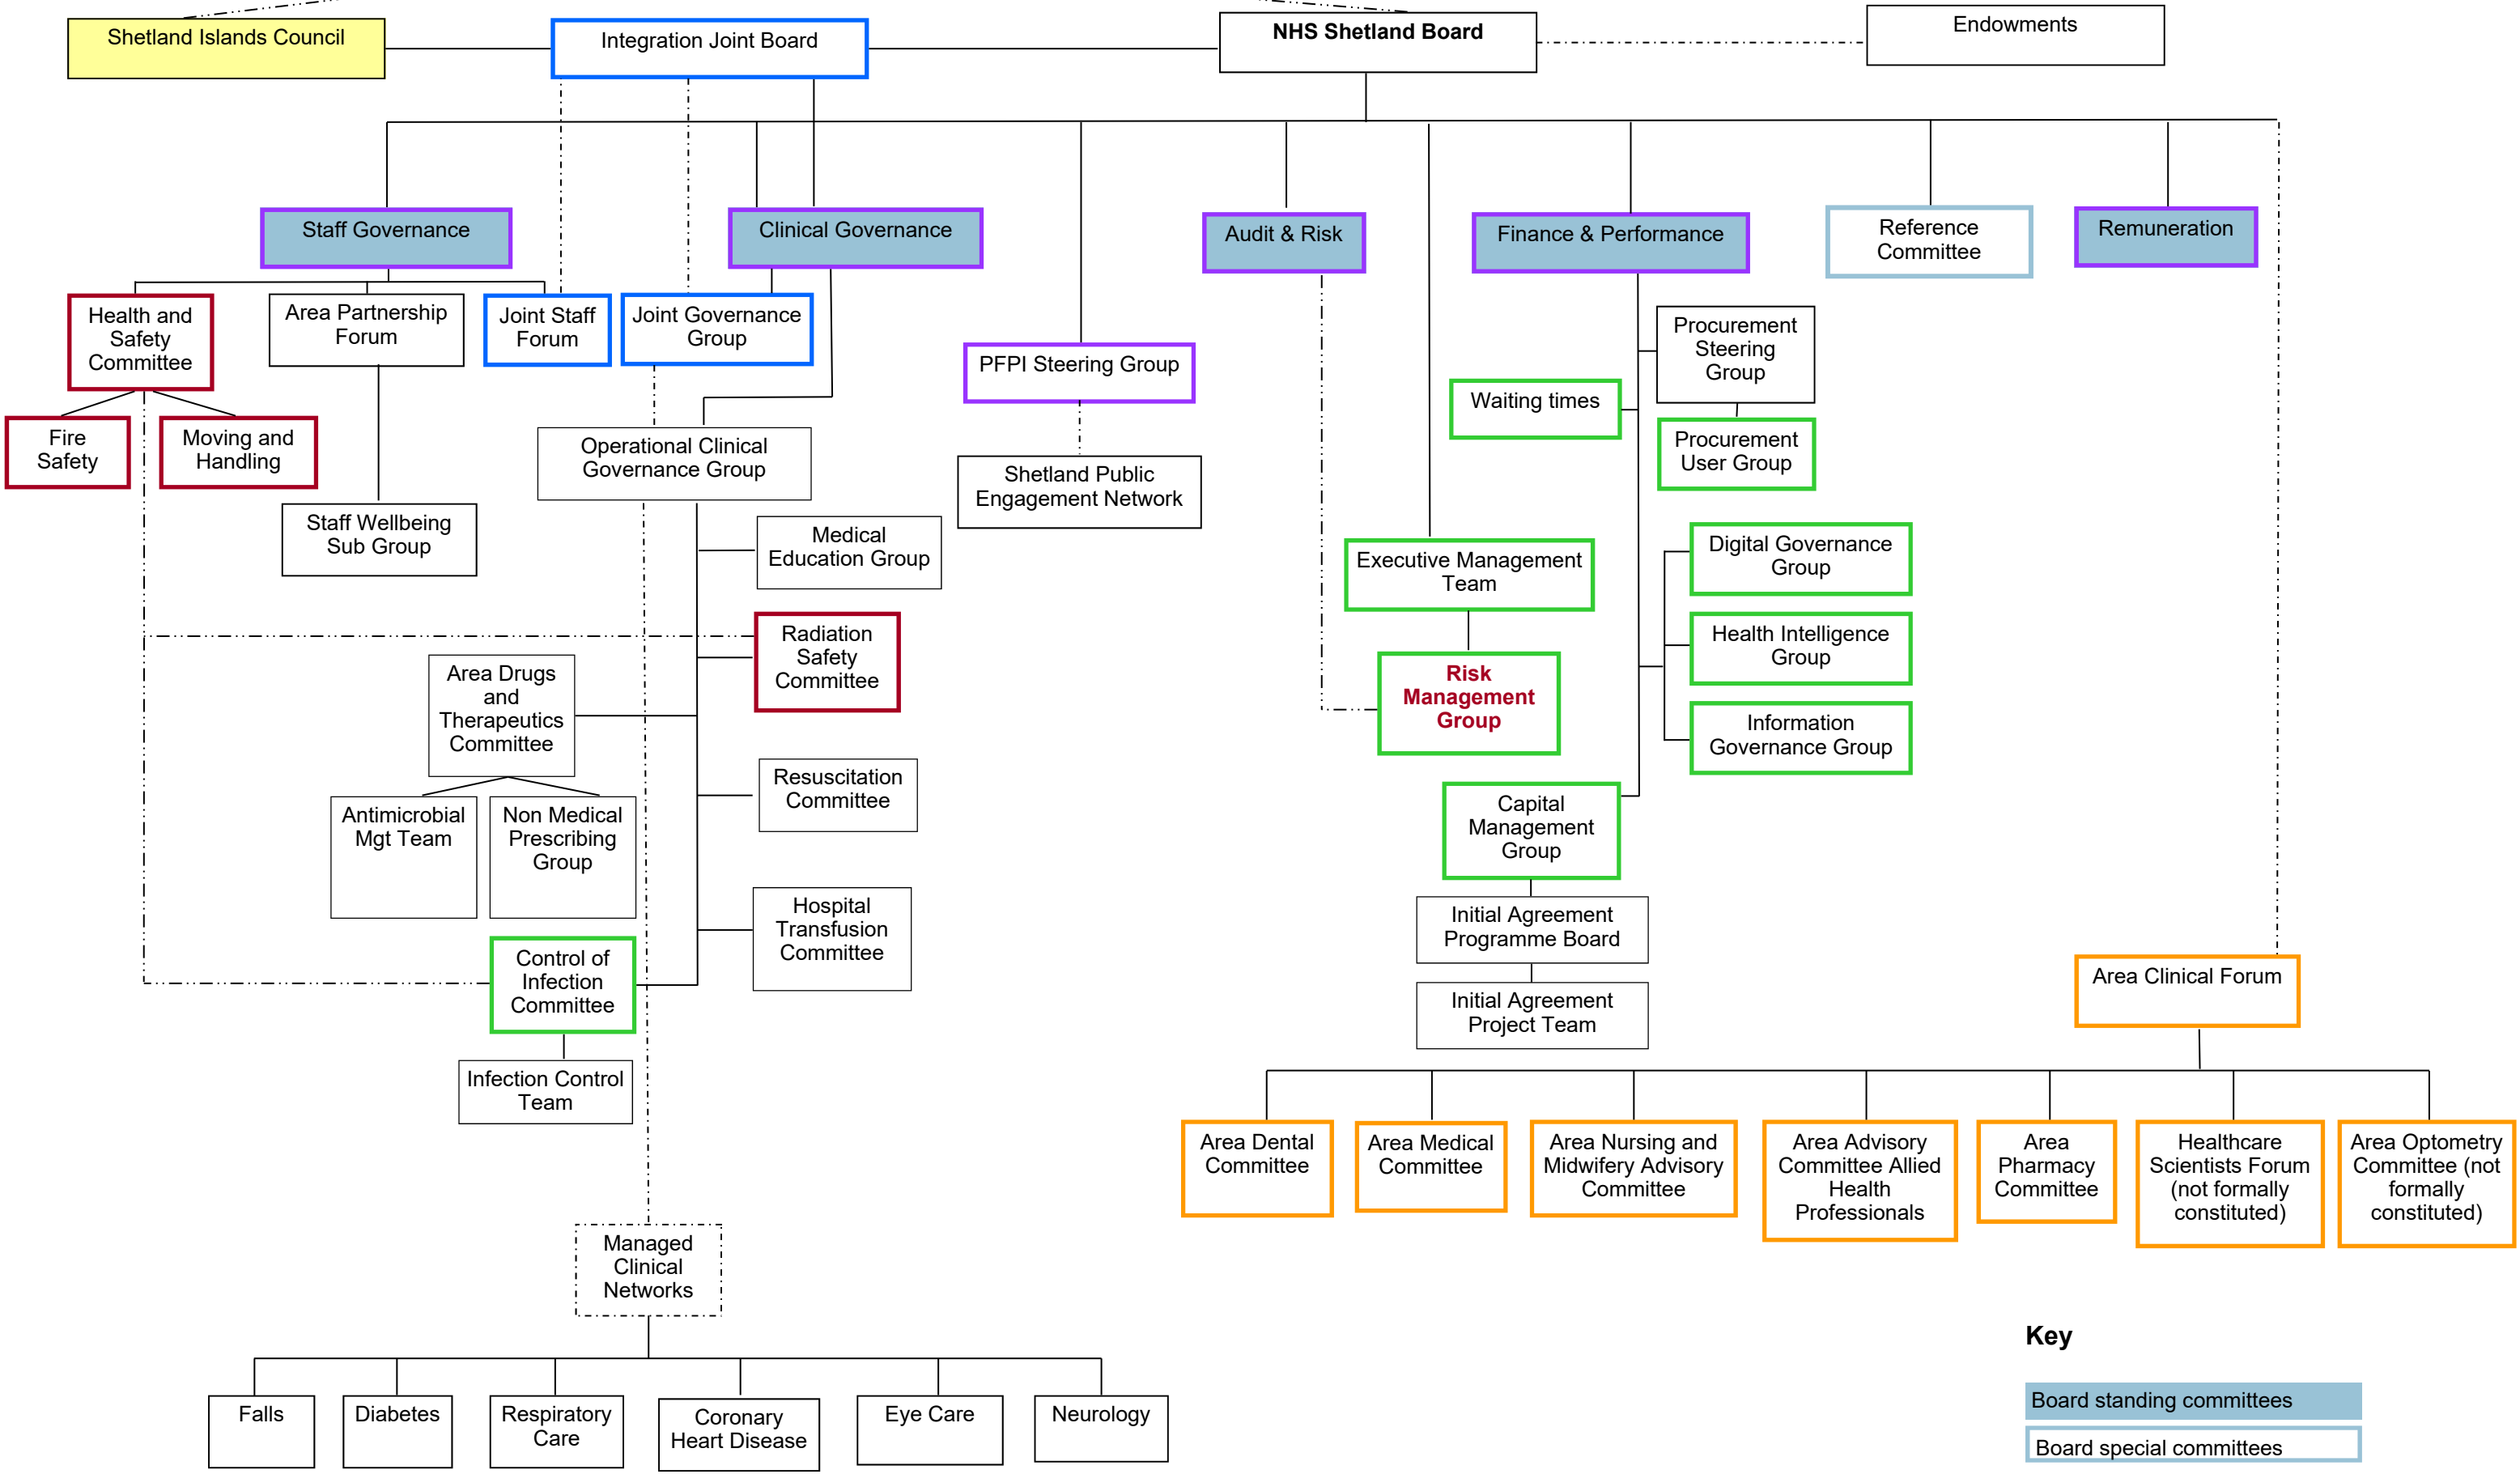 Shetland Islands Council
Integration Joint Board
NHS Shetland Board
Endowments
Staff Governance
Clinical Governance
Audit & Risk
Finance & Performance
Reference
Committee
Remuneration
Health and
Safety
Committee
Area Partnership
Forum
Joint Staff
Forum
Joint Governance
Group
PFPI Steering Group
Procurement
Steering
Group
Waiting times
Fire
Safety
Moving and
Handling
Operational Clinical
Governance Group
Procurement
User Group
Shetland Public
Engagement Network
Staff Wellbeing
Sub Group
Medical
Education Group
Executive Management
Team
Digital Governance
Group
Radiation
Safety
Committee
Health Intelligence
Group
Area Drugs
and
Therapeutics
Committee
Risk
Management
Group
Information
Governance Group
Resuscitation
Committee
Antimicrobial
Mgt Team
Non Medical
Prescribing
Group
Capital
Management
Group
Hospital
Transfusion
Committee
Initial Agreement
Programme Board
Control of
Infection
Committee
Area Clinical Forum
Initial Agreement
Project Team
Infection Control
Team
Area Dental
Committee
Area Medical
Committee
Area Nursing and
Midwifery Advisory
Committee
Area Advisory
Committee Allied
Health
Professionals
Area
Pharmacy
Committee
Healthcare
Scientists Forum
(not formally
constituted)
Area Optometry
Committee (not
formally
constituted)
Managed
Clinical
Networks
Key
Board standing committees
Board special committees
Falls
Diabetes
Respiratory
Care
Coronary
Heart Disease
Eye Care
Neurology